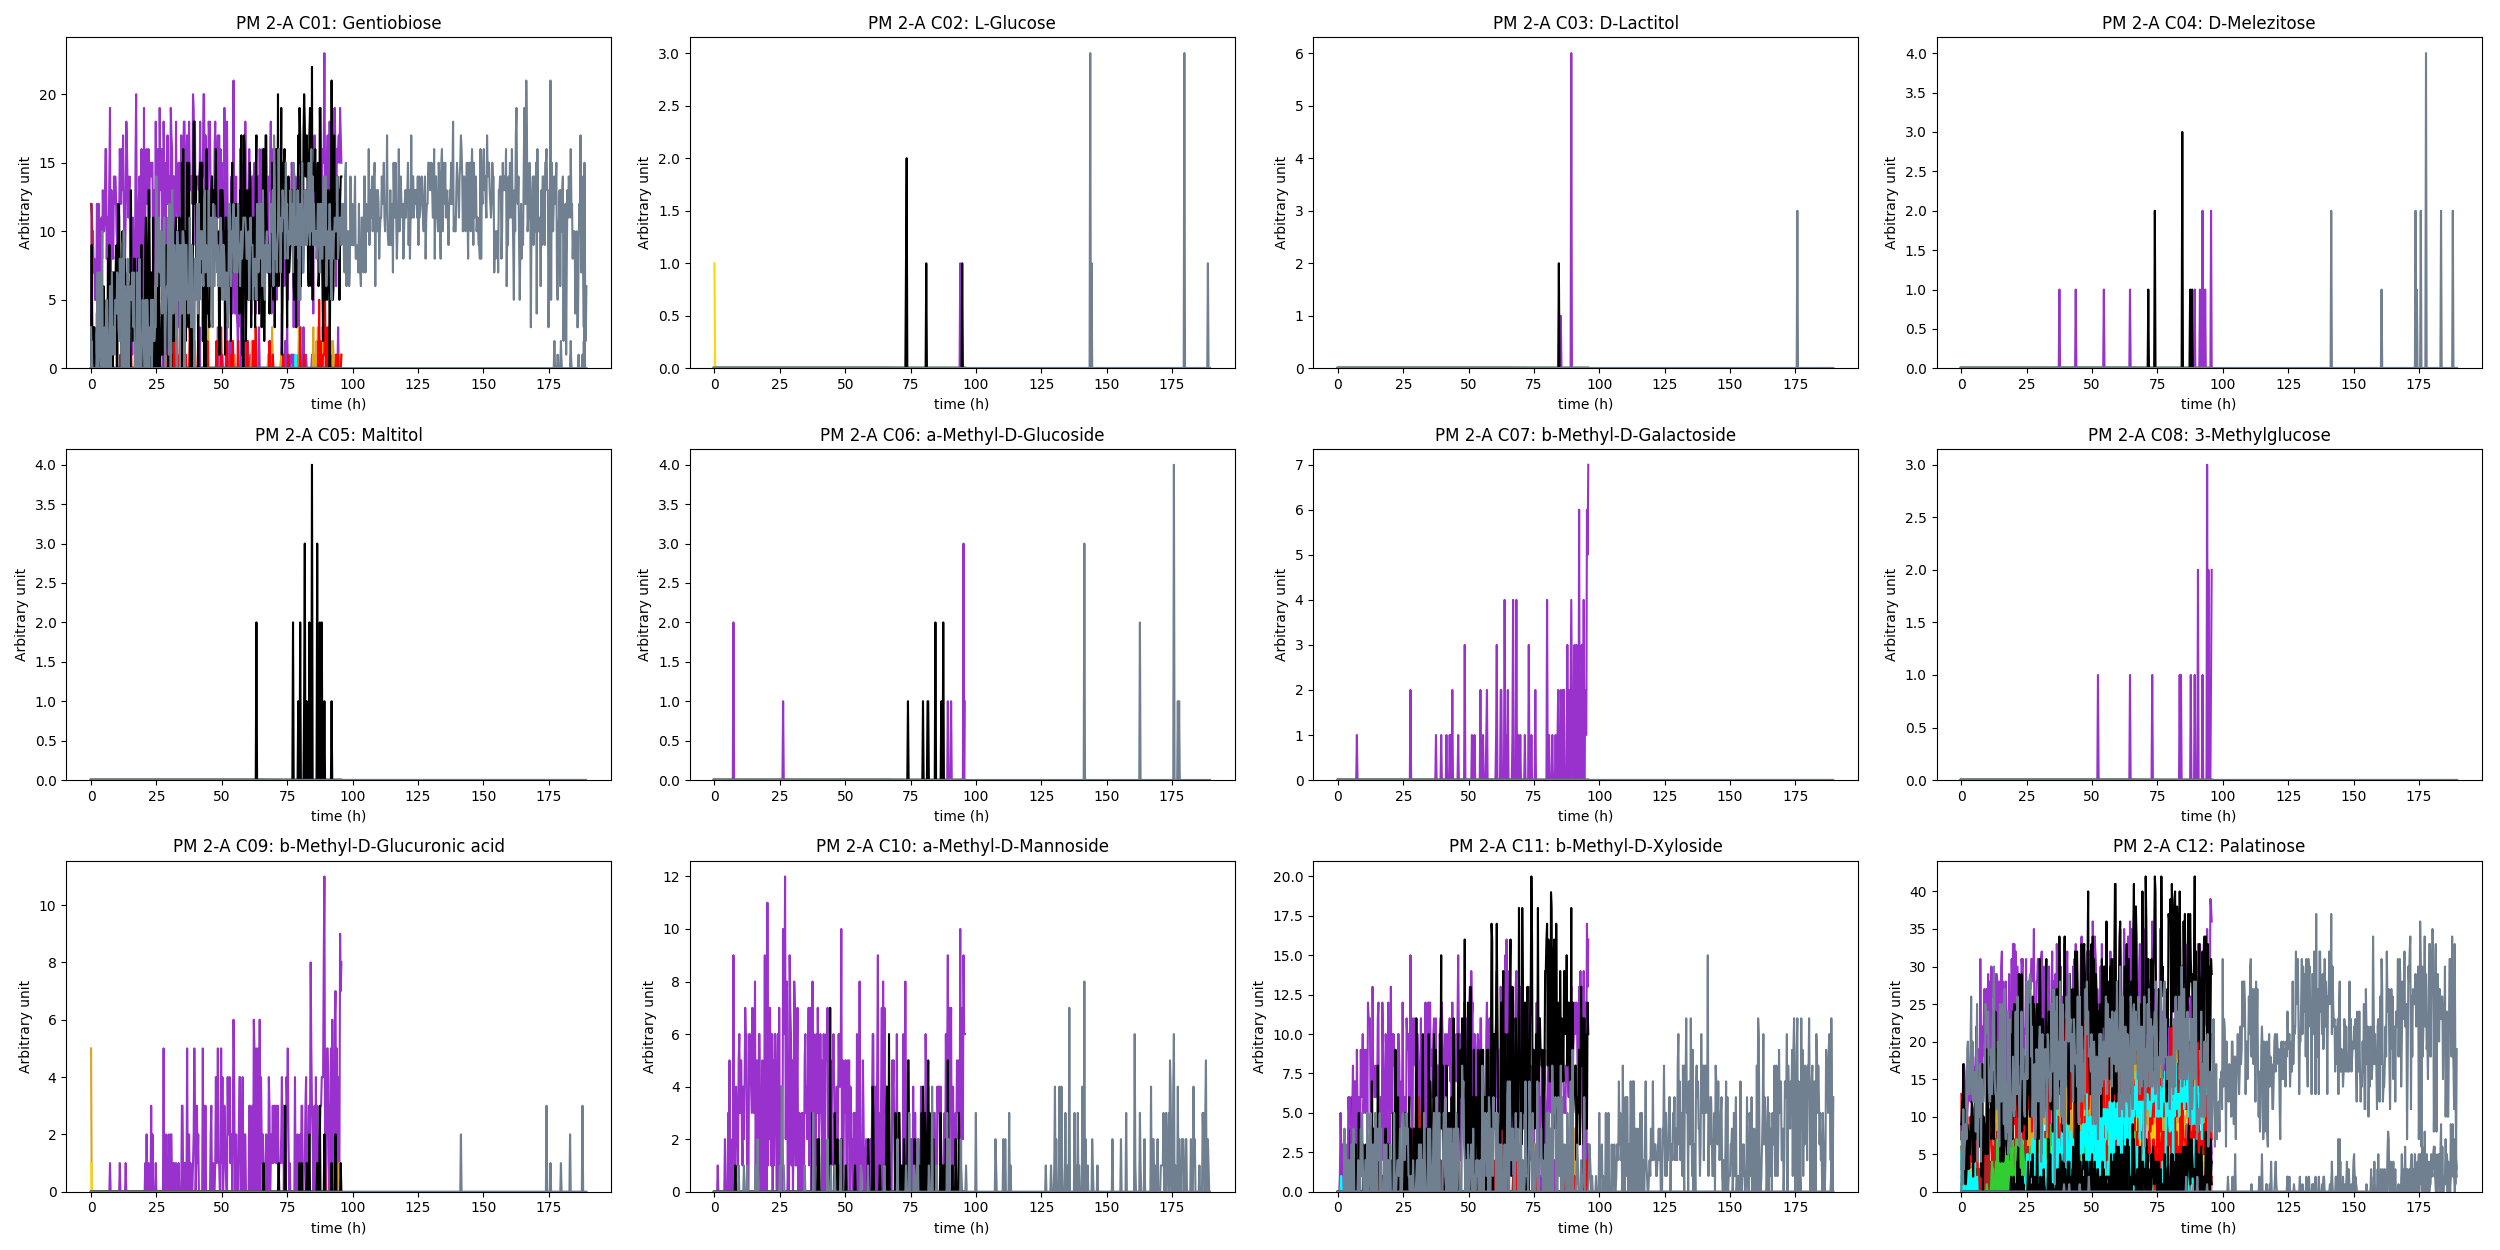 PM 2-A C01: Gentiobiose
PM 2-A C02: L-Glucose
PM 2-A C03: D-Lactitol
PM 2-A C04: D-Melezitose
Arbitrary unit
20
15
10
5
0
0 25 50 75 100 125 150 175
time (h)
Arbitrary unit
3.0
2.5
2.0
1.5
1.0
0.5
0.0
0 25 50 75 100 125 150 175
time (h)
Arbitrary unit
6
5
4
3
2
1
0
0 25 50 75 100 125 150 175
time (h)
Arbitrary unit
4.0
3.5
3.0
2.5
2.0
1.5
1.0
0.5
0.0
0 25 50 75 100 125 150 175
time (h)
PM 2-A C05: Maltitol
PM 2-A C06: a-Methyl-D-Glucoside
PM 2-A C07: b-Methyl-D-Galactoside
PM 2-A C08: 3-Methylglucose
Arbitrary unit
4.0
3.5
3.0
2.5
2.0
1.5
1.0
0.5
0.0
0 25 50 75 100 125 150 175
time (h)
Arbitrary unit
4.0
3.5
3.0
2.5
2.0
1.5
1.0
0.5
0.0
0 25 50 75 100 125 150 175
time (h)
Arbitrary unit
7
6
5
4
3
2
1
0
0 25 50 75 100 125 150 175
time (h)
Arbitrary unit
3.0
2.5
2.0
1.5
1.0
0.5
0.0
0 25 50 75 100 125 150 175
time (h)
PM 2-A C09: b-Methyl-D-Glucuronic acid
PM 2-A C10: a-Methyl-D-Mannoside
PM 2-A C11: b-Methyl-D-Xyloside
PM 2-A C12: Palatinose
Arbitrary unit
10
8
6
4
2
0
0 25 50 75 100 125 150 175
time (h)
Arbitrary unit
12
10
8
6
4
2
0
0 25 50 75 100 125 150 175
time (h)
Arbitrary unit
20.0
17.5
15.0
12.5
10.0
7.5
5.0
2.5
0.0
0 25 50 75 100 125 150 175
time (h)
Arbitrary unit
40
35
30
25
20
15
10
5
0
0 25 50 75 100 125 150 175
time (h)